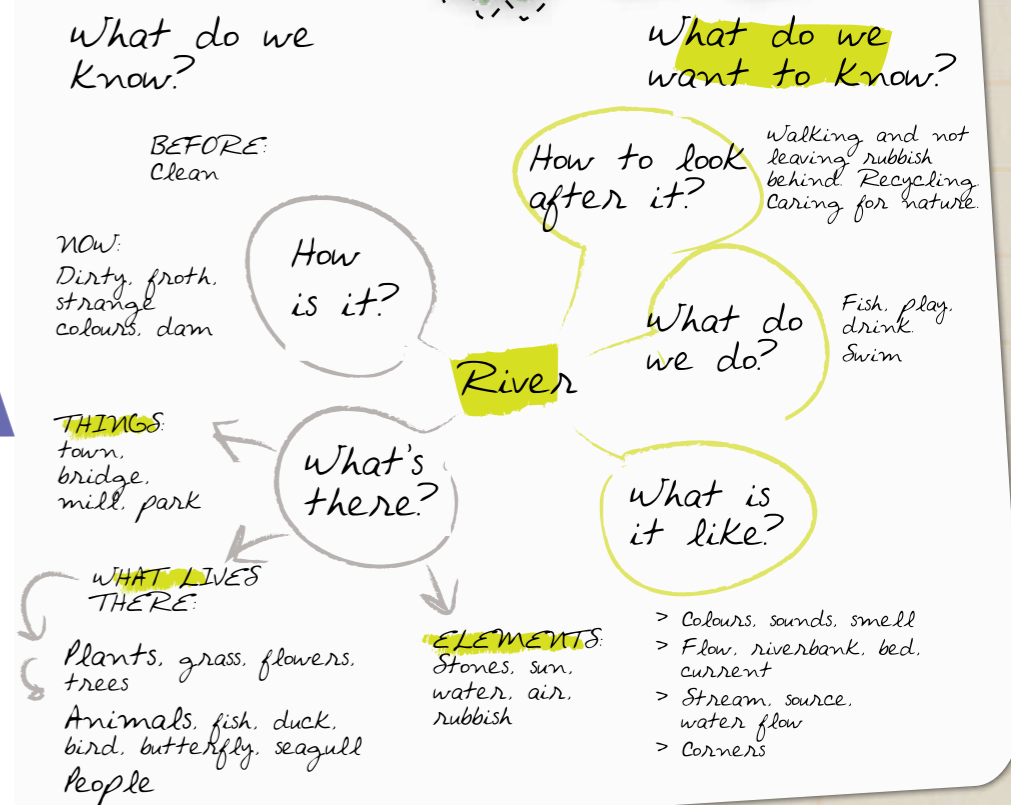 What do we
know?
BEFORE:
Clean
How
is it?
NOW:
Dirty, froth,
strange
colours, dam
THINGS:
town,
bridge,
mill, park
What's
there?
WHAT LIVES
THERE:
Plants, grass, flowers,
trees
Animals, fish, duck,
bird, butterfly, seagull
People
ELEMENTS:
Stones, sun,
water, air,
rubbish
River
What do we
want to know?
How to look
after it?
Walking and not
leaving rubbish
behind. Recycling.
Caring for nature.
What do
we do?
Fish, play,
drink.
Swim
What is
it like?
> Colours, sounds, smell
> Flow, riverbank, bed,
current
> Stream, source,
water flow
> Corners